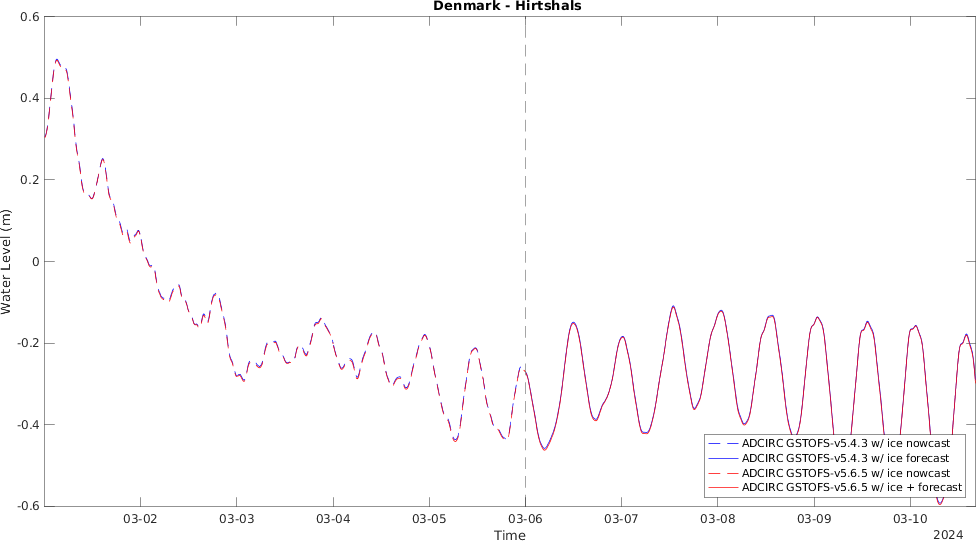 Denmark - Hirtshals
0.6
0.4
0.2
0
-0.2
-0.4
-0.6
Water Level (m)
ADCIRC GSTOFS-v5.4.3 w/ ice nowcast
ADCIRC GSTOFS-v5.4.3 w/ ice forecast
ADCIRC GSTOFS-v5.6.5 w/ ice nowcast
ADCIRC GSTOFS-v5.6.5 w/ ice + forecast
03-02 03-03 03-04 03-05 03-06 03-07 03-08 03-09 03-10
Time
2024